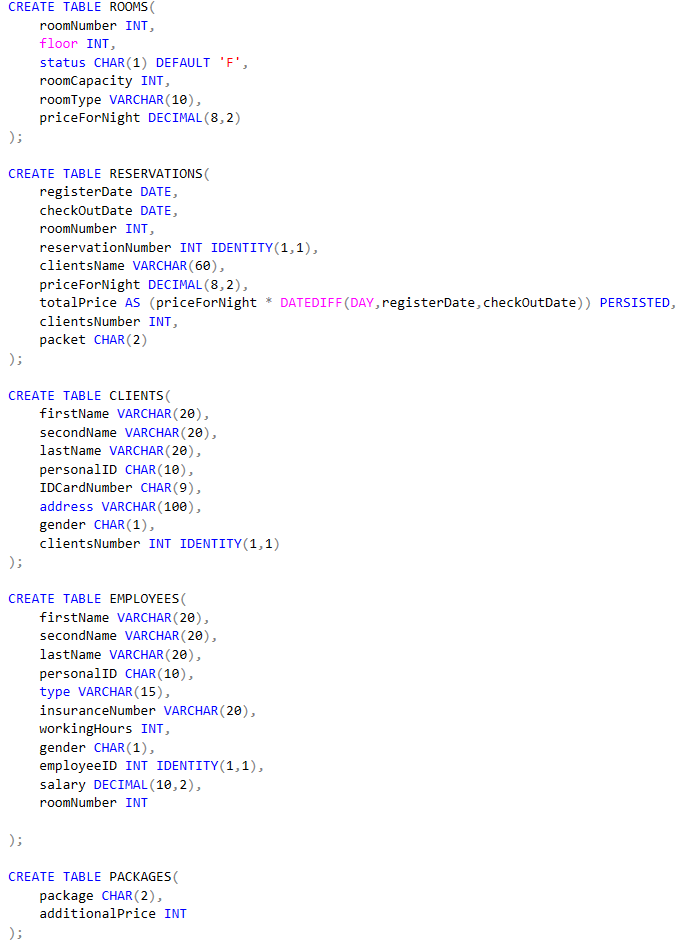 CREATE TABLE ROOMS(
    roomNumber INT,
    floor INT,
    status CHAR(1) DEFAULT 'F',
    roomCapacity INT,
    roomType VARCHAR(10),
    priceForNight DECIMAL(8,2)
);

CREATE TABLE RESERVATIONS(
    registerDate DATE,
    checkOutDate DATE,
    roomNumber INT,
    reservationNumber INT IDENTITY(1,1),
    clientsName VARCHAR(60),
    priceForNight DECIMAL(8,2),
    totalPrice AS (priceForNight * DATEDIFF(DAY,registerDate,checkOutDate)) PERSISTED,
    clientsNumber INT,
    packet CHAR(2)
);

CREATE TABLE CLIENTS(
    firstName VARCHAR(20),
    secondName VARCHAR(20),
    lastName VARCHAR(20),
    personalID CHAR(10),
    IDCardNumber CHAR(9),
    address VARCHAR(100),
    gender CHAR(1),
    clientsNumber INT IDENTITY(1,1)
);

CREATE TABLE EMPLOYEES(
    firstName VARCHAR(20),
    secondName VARCHAR(20),
    lastName VARCHAR(20),
    personalID CHAR(10),
    type VARCHAR(15),
    insuranceNumber VARCHAR(20),
    workingHours INT,
    gender CHAR(1),
    employeeID INT IDENTITY(1,1),
    salary DECIMAL(10,2),
    roomNumber INT

);

CREATE TABLE PACKAGES(
    package CHAR(2),
    additionalPrice INT
);